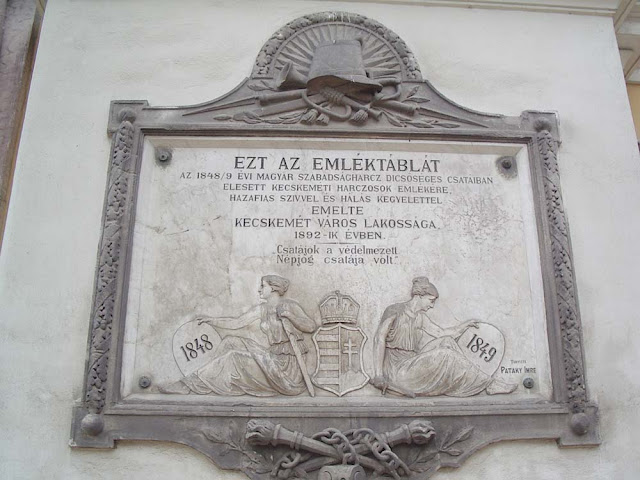 EZT AZ EMLÉKTÁBLÁT
AZ 1848/9 ÉVI MAGYAR SZABADSÁGHARCZ DICSŐSÉGES CSATÁIBAN
ELESETT KECSKEMÉTI HARCZOSOK EMLÉKÉRE,
HAZAFIAS SZIVVEL ÉS HÁLÁS KEGYELETTEL
EMELTE
KECSKEMÉT VÁROS LAKOSSÁGA,
1892-IK ÉVBEN.
Csatájok a védelmezett
Népjog csatája volt.
1848
1849
PATAKY IMRE